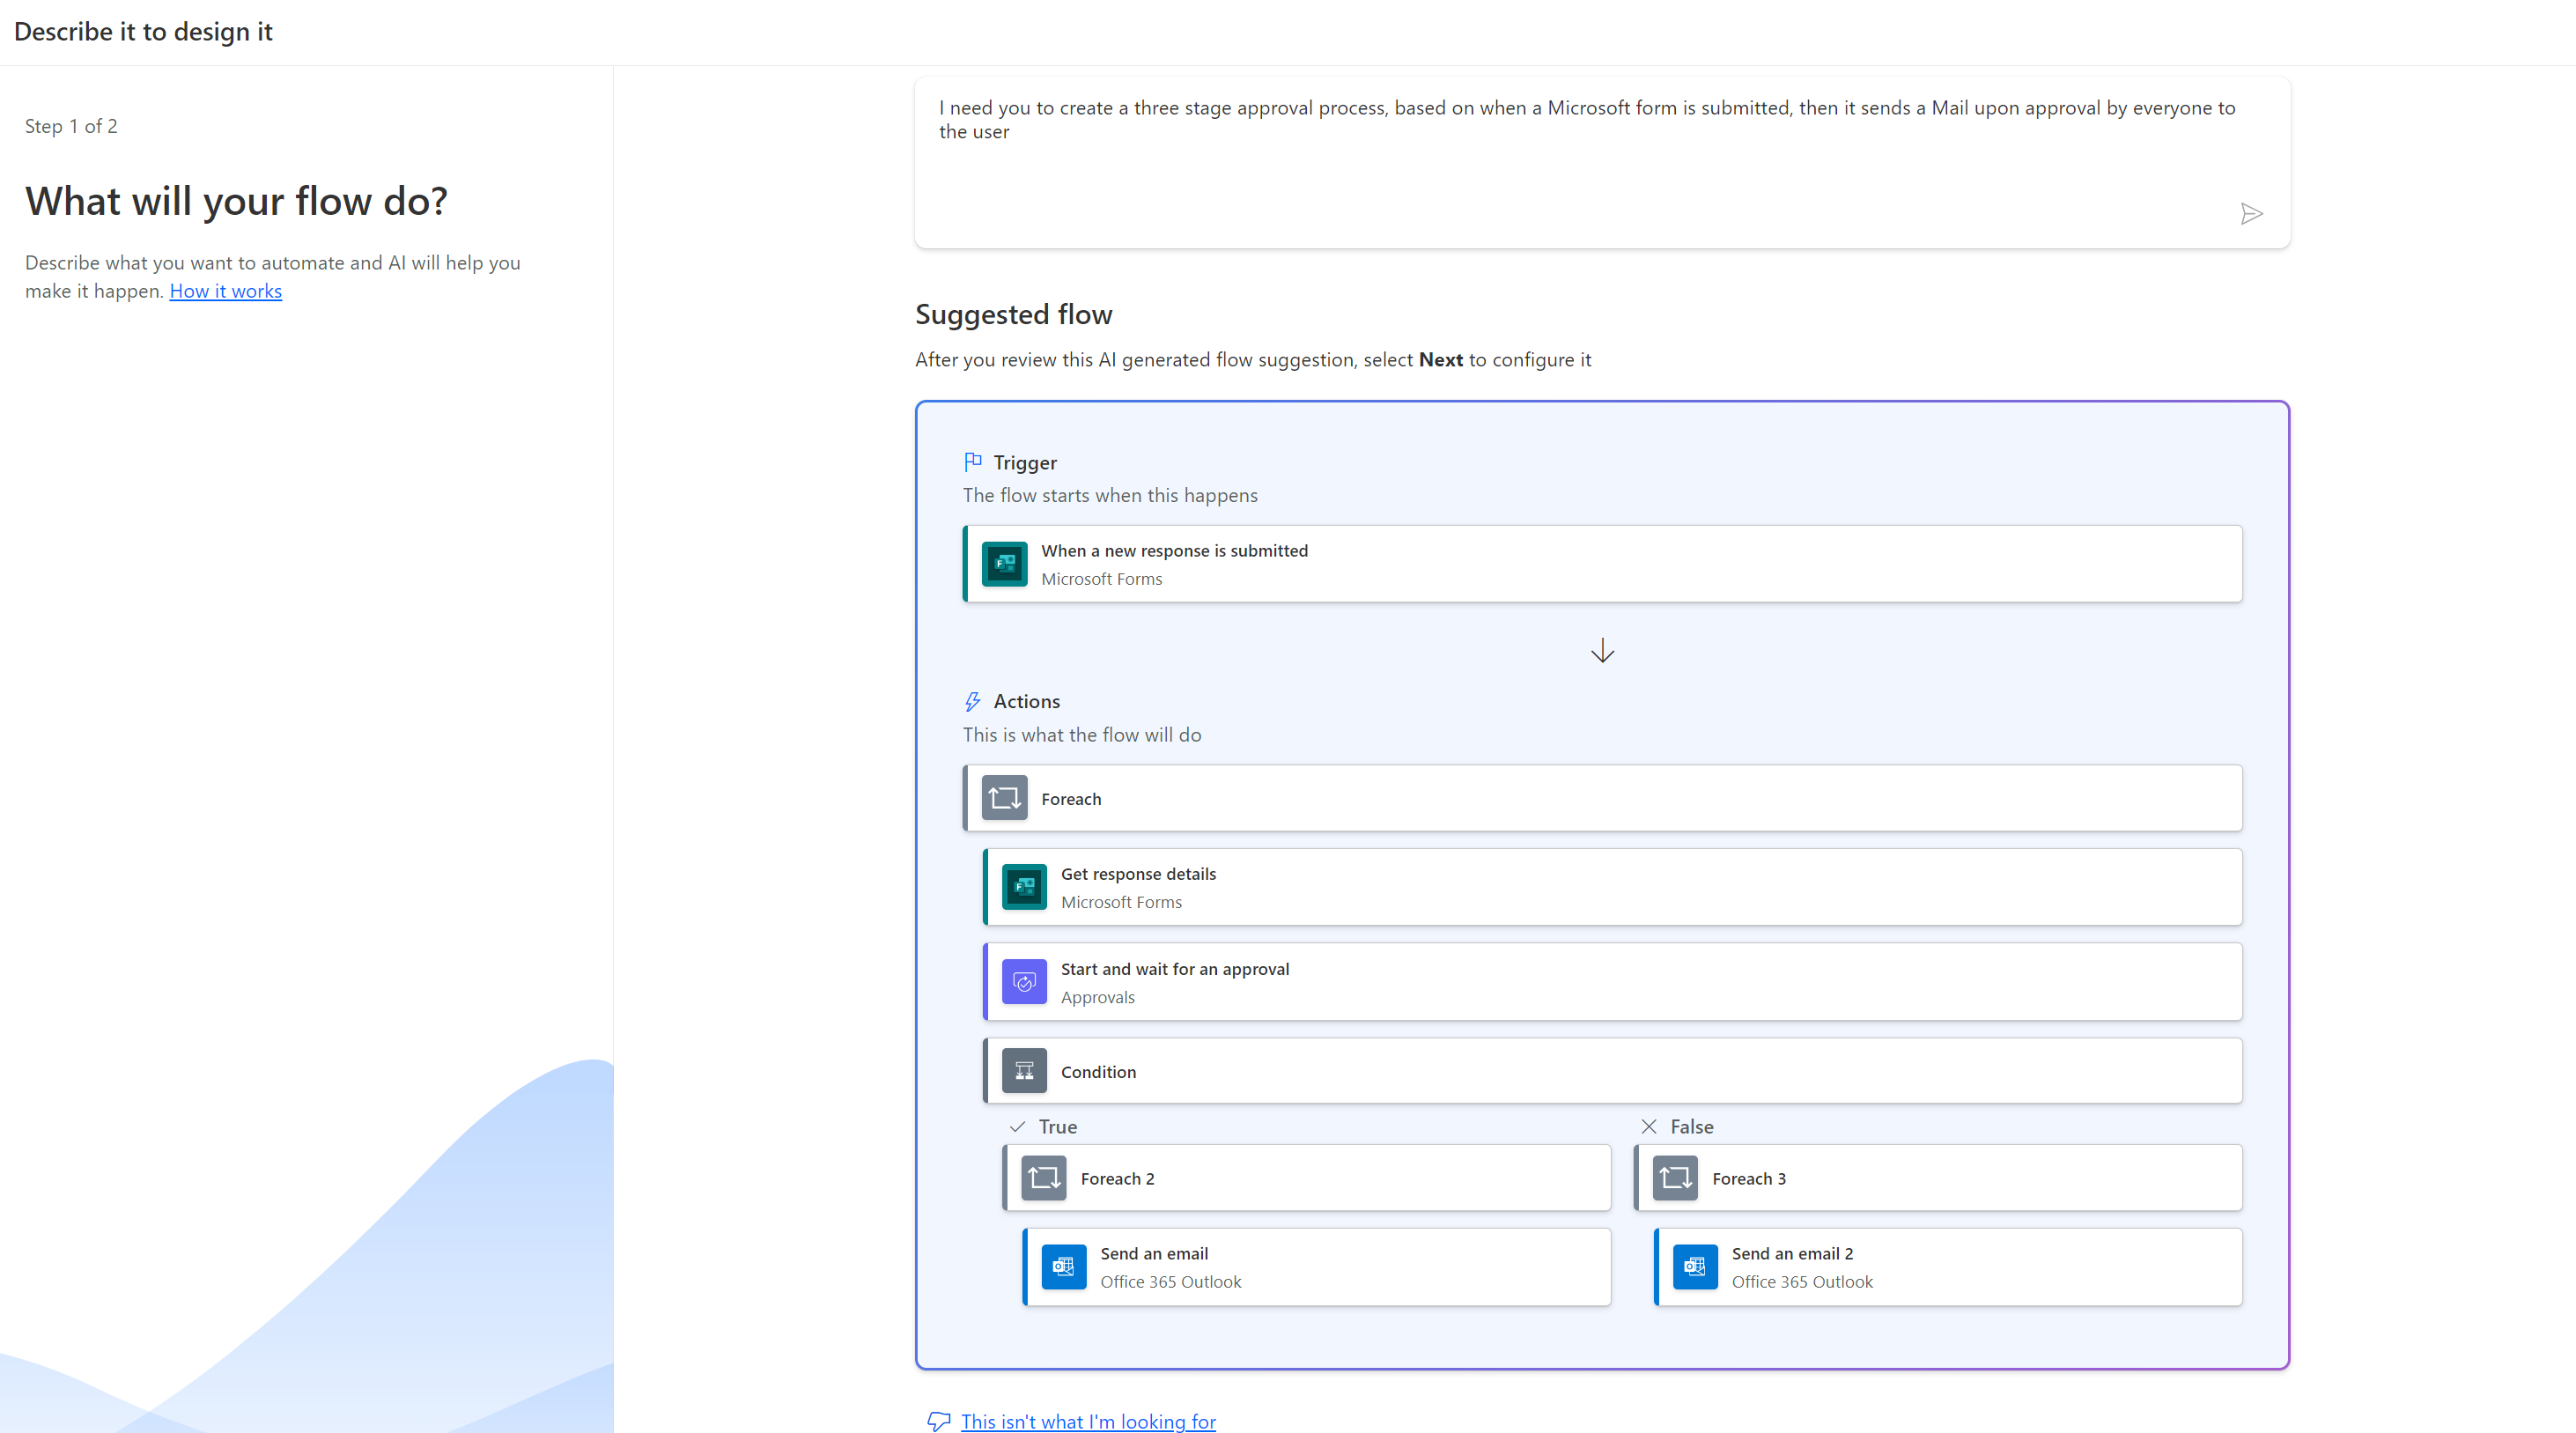 Describe it to design it
Step 1 of 2
What will your flow do?
Describe what you want to automate and AI will help you
make it happen. How it works
I need you to create a three stage approval process, based on when a Microsoft form is submitted, then it sends a Mail upon approval by everyone to
the user
Suggested flow
After you review this AI generated flow suggestion, select Next to configure it
Trigger
The flow starts when this happens
When a new response is submitted
Microsoft Forms
Actions
This is what the flow will do
Foreach
Get response details
Microsoft Forms
Start and wait for an approval
Approvals
Condition
True
False
Foreach 2
Foreach 3
Send an email
Office 365 Outlook
Send an email 2
Office 365 Outlook
This isn't what I'm looking for